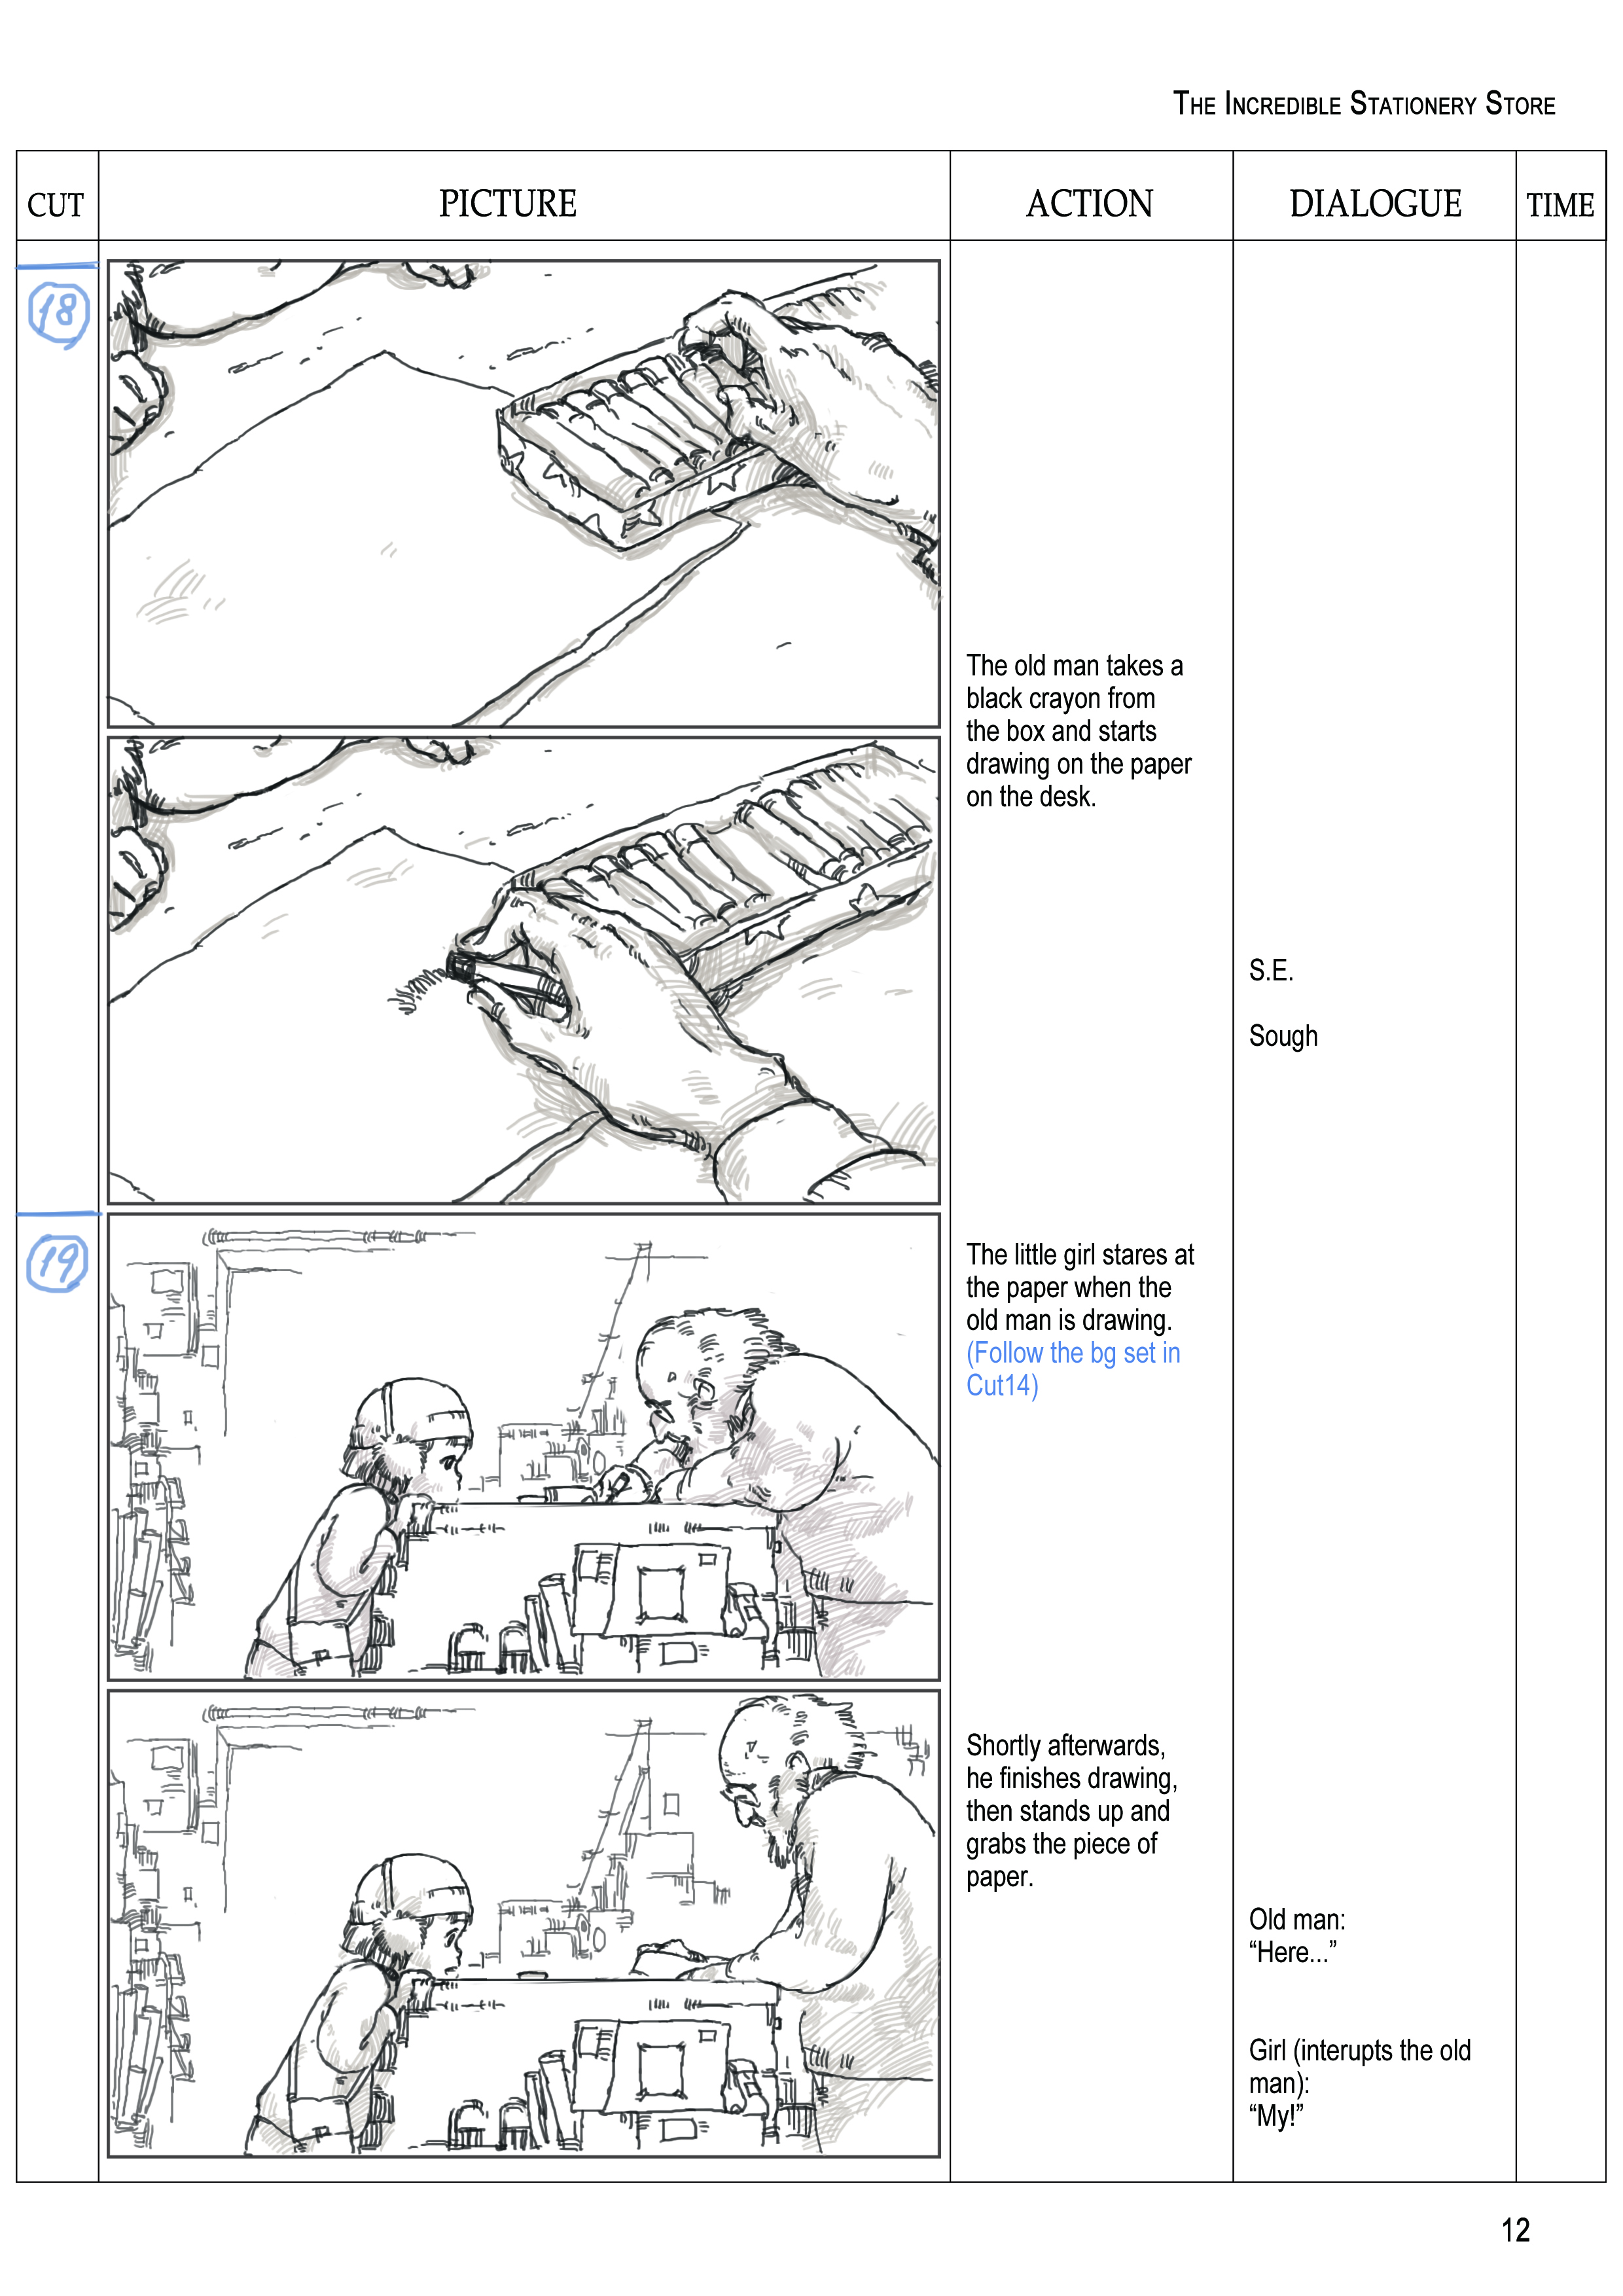 THE INCREDIBLE STATIONERY STORE
CUT
PICTURE
ACTION
DIALOGUE
TIME
18
The old man takes a
black crayon from
the box and starts
drawing on the paper
on the desk.
S.E.
Sough
19
The little girl stares at
the paper when the
old man is drawing.
(Follow the bg set in
Cut14)
Shortly afterwards,
he finishes drawing,
then stands up and
grabs the piece of
paper.
Old man:
“Here...”
Girl (interupts the old
man):
“My!”
12